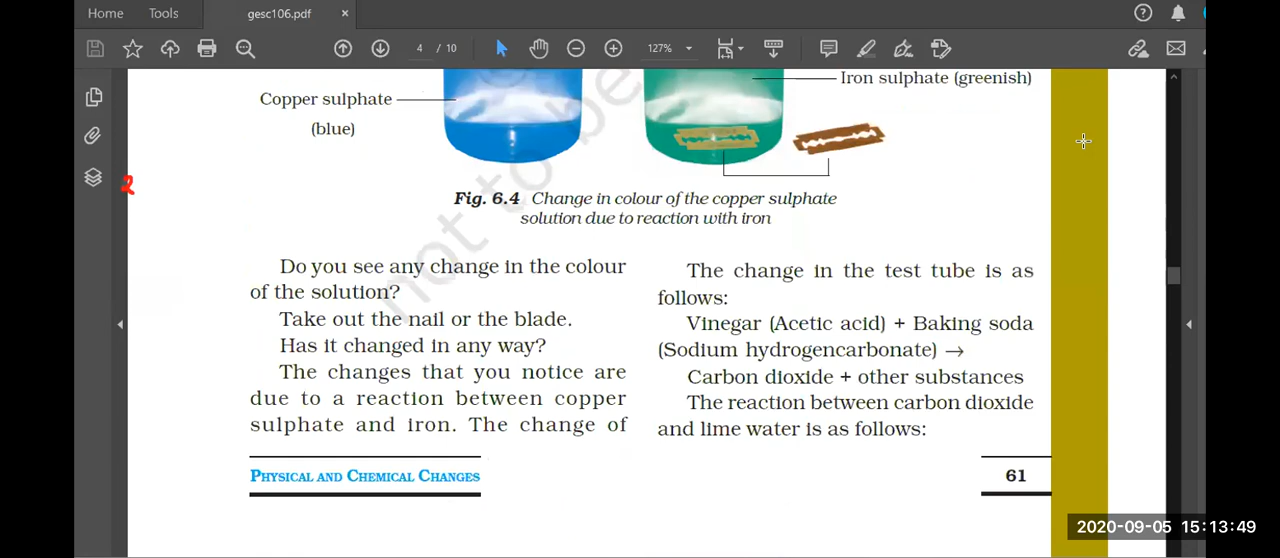 Home Tools gesc106.pdf ×
4 / 10 127%
Copper sulphate
(blue)
Iron sulphate (greenish)
not to be
2
Fig. 6.4 Change in colour of the copper sulphate
solution due to reaction with iron
Do you see any change in the colour
of the solution?
Take out the nail or the blade.
Has it changed in any way?
The changes that you notice are
due to a reaction between copper
sulphate and iron. The change of
The change in the test tube is as
follows:
Vinegar (Acetic acid) + Baking soda
(Sodium hydrogencarbonate) →
Carbon dioxide + other substances
The reaction between carbon dioxide
and lime water is as follows:
PHYSICAL AND CHEMICAL CHANGES
61
2020-09-05 15:13:49